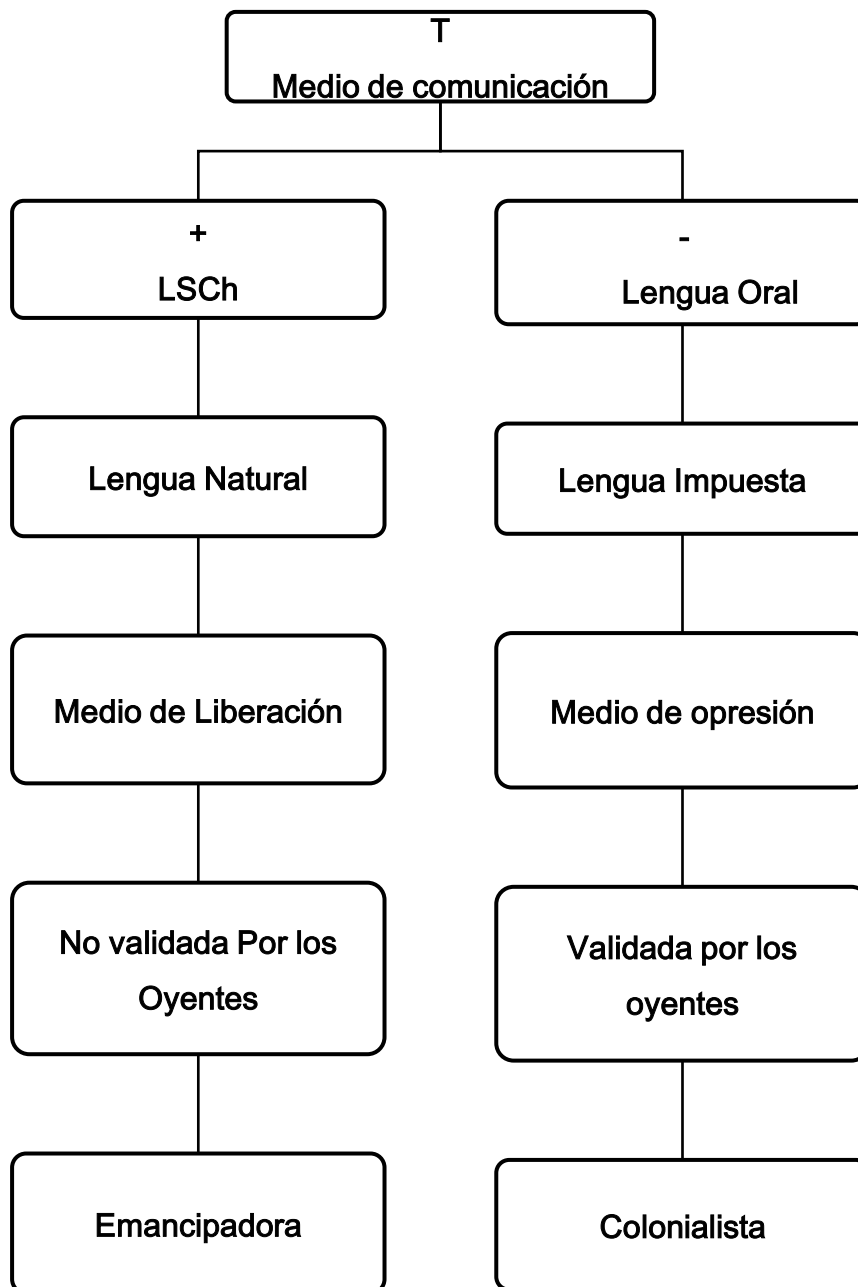 T
Medio de comunicación
+
LSCh
-
Lengua Oral
Lengua Natural
Lengua Impuesta
Medio de Liberación
Medio de opresión
No validada Por los
Oyentes
Validada por los
oyentes
Emancipadora
Colonialista